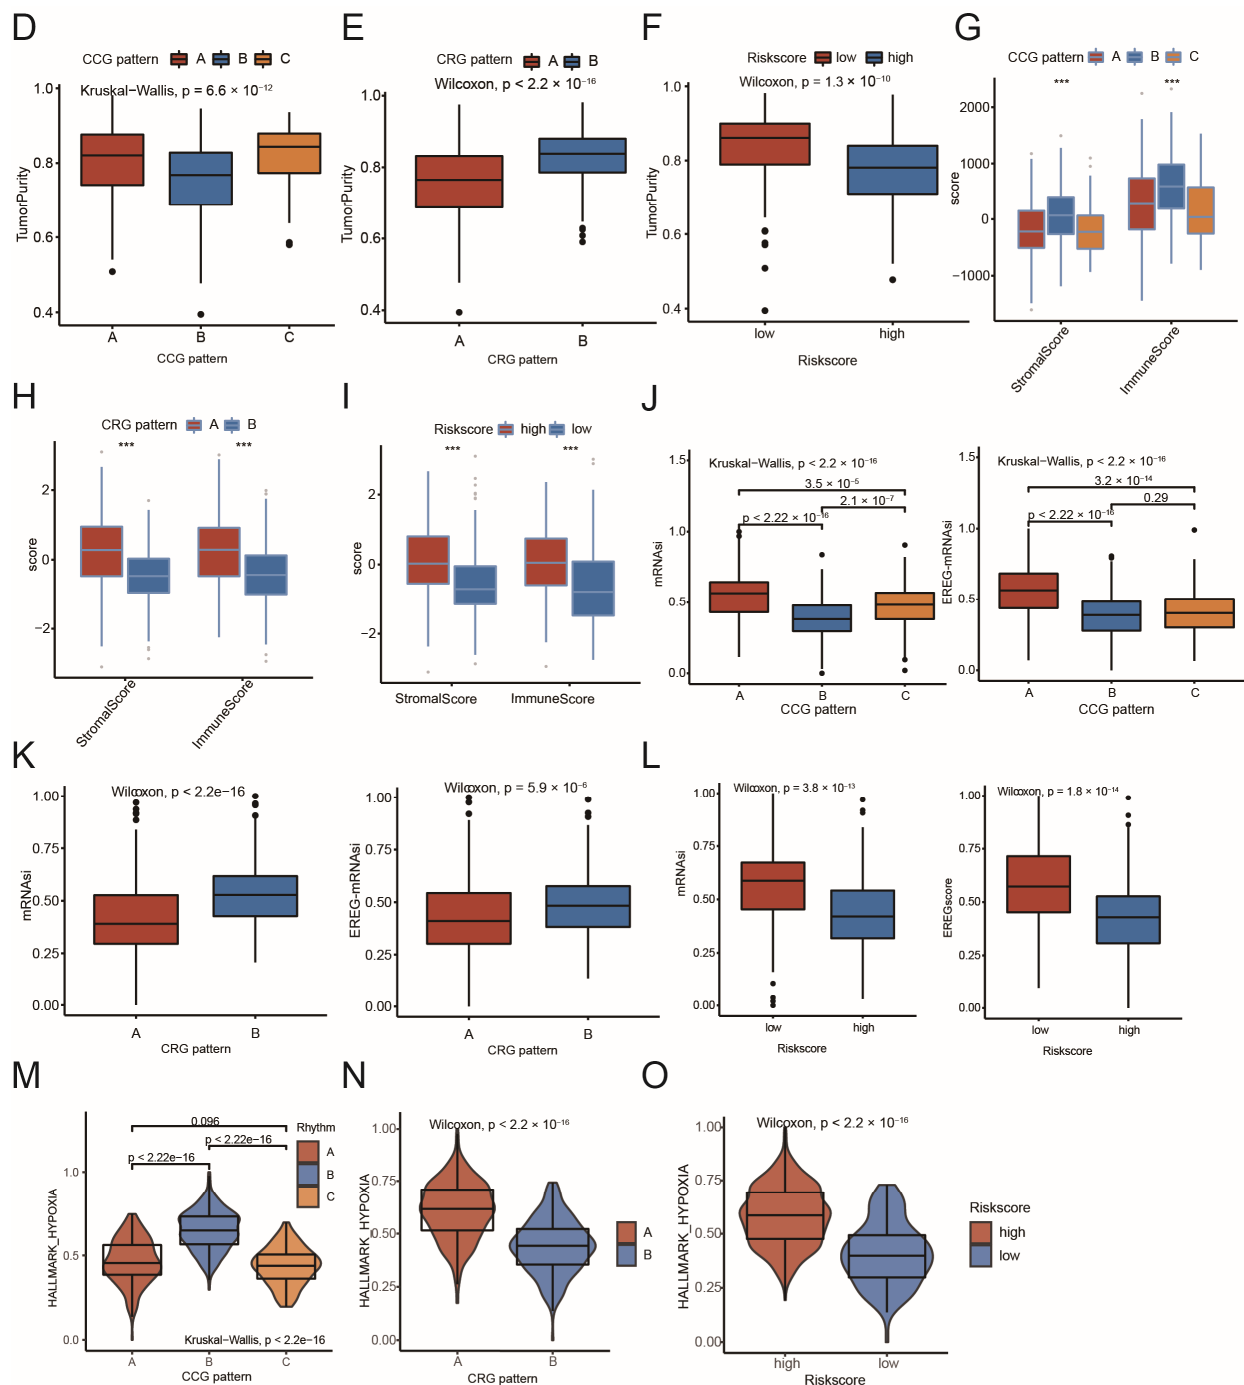 D
CCG pattern A B C
Kruskal−Wallis, p = 6.6 × 10⁻¹²
TumorPurity
1.0
0.8
0.6
0.4
A B C
CCG pattern
E
CRG pattern A B
Wilcoxon, p < 2.2 × 10⁻¹⁶
TumorPurity
1.0
0.8
0.6
0.4
A B
CRG pattern
F
Riskscore low high
Wilcoxon, p = 1.3 × 10⁻¹⁰
TumorPurity
1.0
0.8
0.6
0.4
low high
Riskscore
G
CCG pattern A B C
*** ***
score
2000
1000
0
−1000
StromalScore ImmuneScore
H
CRG pattern A B
*** ***
score
2
0
−2
StromalScore ImmuneScore
I
Riskscore high low
*** ***
score
2
0
−2
StromalScore ImmuneScore
J
Kruskal−Wallis, p < 2.2 × 10⁻¹⁶
3.5 × 10⁻⁵
2.1 × 10⁻⁷
p < 2.22 × 10⁻¹⁶
mRNAsi
1.5
1.0
0.5
0.0
A B C
CCG pattern
Kruskal−Wallis, p < 2.2 × 10⁻¹⁶
3.2 × 10⁻¹⁴
0.29
p < 2.22 × 10⁻¹⁶
EREG-mRNAsi
1.5
1.0
0.5
0.0
A B C
CCG pattern
K
Wilcoxon, p < 2.2e−16
mRNAsi
1.00
0.75
0.50
0.25
0.00
A B
CRG pattern
Wilcoxon, p = 5.9 × 10⁻⁶
EREG-mRNAsi
1.00
0.75
0.50
0.25
0.00
A B
CRG pattern
L
Wilcoxon, p = 3.8 × 10⁻¹³
mRNAsi
1.00
0.75
0.50
0.25
0.00
low high
Riskscore
Wilcoxon, p = 1.8 × 10⁻¹⁴
EREGscore
1.00
0.75
0.50
0.25
0.00
low high
Riskscore
M
0.096
p < 2.22e−16
p < 2.22e−16
Rhythm
A
B
C
HALLMARK_HYPOXIA
1.0
0.5
0.0
Kruskal−Wallis, p < 2.2e−16
A B C
CCG pattern
N
Wilcoxon, p < 2.2 × 10⁻¹⁶
HALLMARK_HYPOXIA
1.00
0.75
0.50
0.25
0.00
A
B
A B
CRG pattern
O
Wilcoxon, p < 2.2 × 10⁻¹⁶
HALLMARK_HYPOXIA
1.00
0.75
0.50
0.25
0.00
Riskscore
high
low
high low
Riskscore